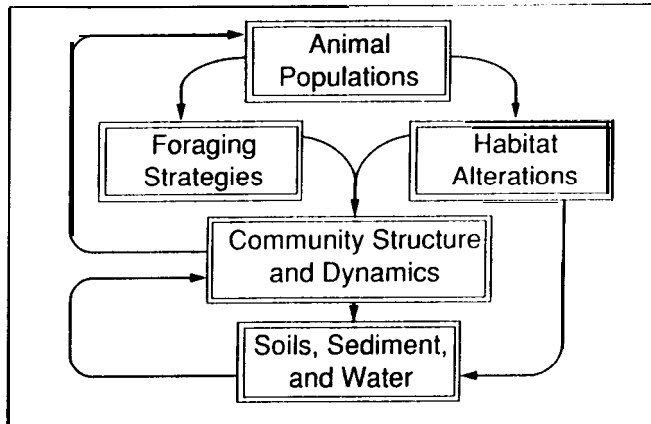 Animal
Populations
Foraging
Strategies
Habitat
Alterations
Community Structure
and Dynamics
Soils, Sediment,
and Water